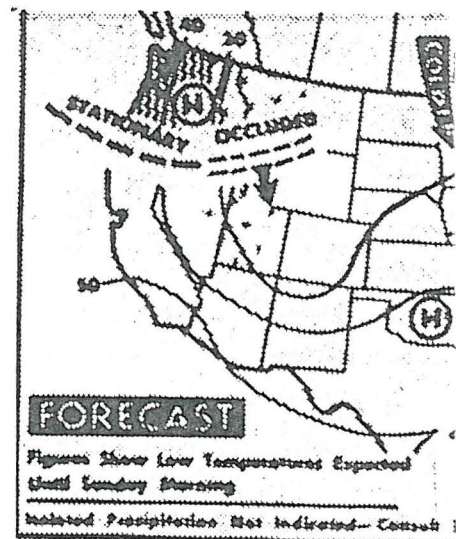 40 30
COLD
H
STATIONARY
OCCLUDED
50
H
FORECAST
Figures Show Low Temperatures Expected
Until Sunday Morning
Isolated Precipitation Not Indicated- Consult